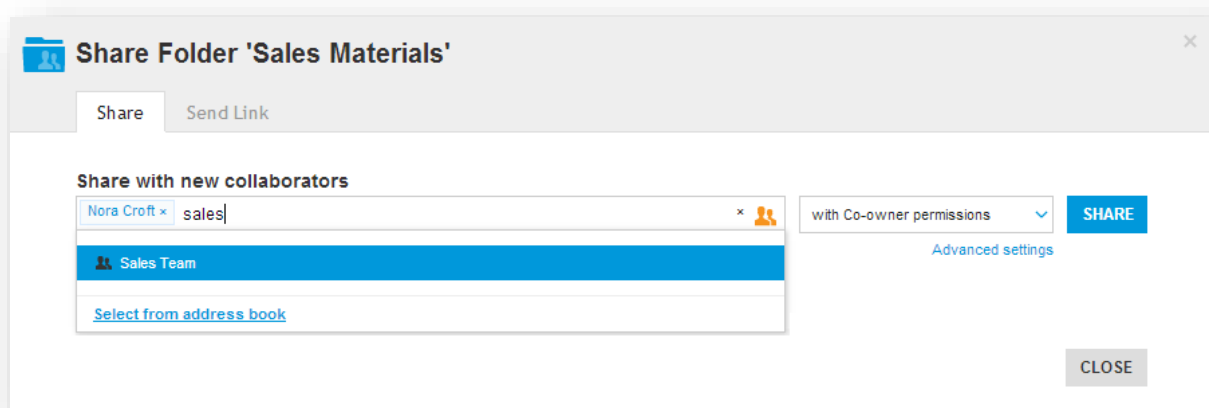 Share Folder 'Sales Materials'
×
Share Send Link
Share with new collaborators
Nora Croft × sales × with Co-owner permissions SHARE
Advanced settings
Sales Team
Select from address book
CLOSE